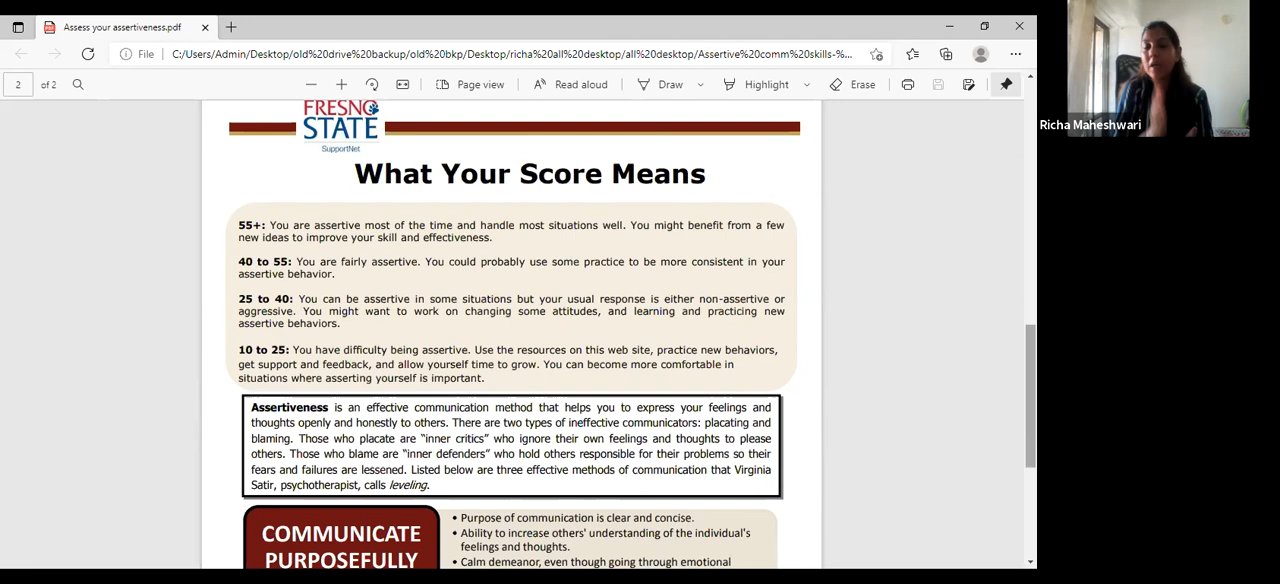 Assess your assertiveness.pdf
File
C:/Users/Admin/Desktop/old%20drive%20backup/old%20bkp/Desktop/richa%20all%20desktop/all%20desktop/Assertive%20comm%20skills-%...
2 of 2
Page view
Read aloud
Draw
Highlight
Erase
FRESNO
STATE
SupportNet
What Your Score Means
55+: You are assertive most of the time and handle most situations well. You might benefit from a few
new ideas to improve your skill and effectiveness.
40 to 55: You are fairly assertive. You could probably use some practice to be more consistent in your
assertive behavior.
25 to 40: You can be assertive in some situations but your usual response is either non-assertive or
aggressive. You might want to work on changing some attitudes, and learning and practicing new
assertive behaviors.
10 to 25: You have difficulty being assertive. Use the resources on this web site, practice new behaviors,
get support and feedback, and allow yourself time to grow. You can become more comfortable in
situations where asserting yourself is important.
Assertiveness is an effective communication method that helps you to express your feelings and
thoughts openly and honestly to others. There are two types of ineffective communicators: placating and
blaming. Those who placate are “inner critics” who ignore their own feelings and thoughts to please
others. Those who blame are “inner defenders” who hold others responsible for their problems so their
fears and failures are lessened. Listed below are three effective methods of communication that Virginia
Satir, psychotherapist, calls leveling.
COMMUNICATE
PURPOSEFULLY
• Purpose of communication is clear and concise.
• Ability to increase others' understanding of the individual's
feelings and thoughts.
• Calm demeanor, even though going through emotional
Richa Maheshwari